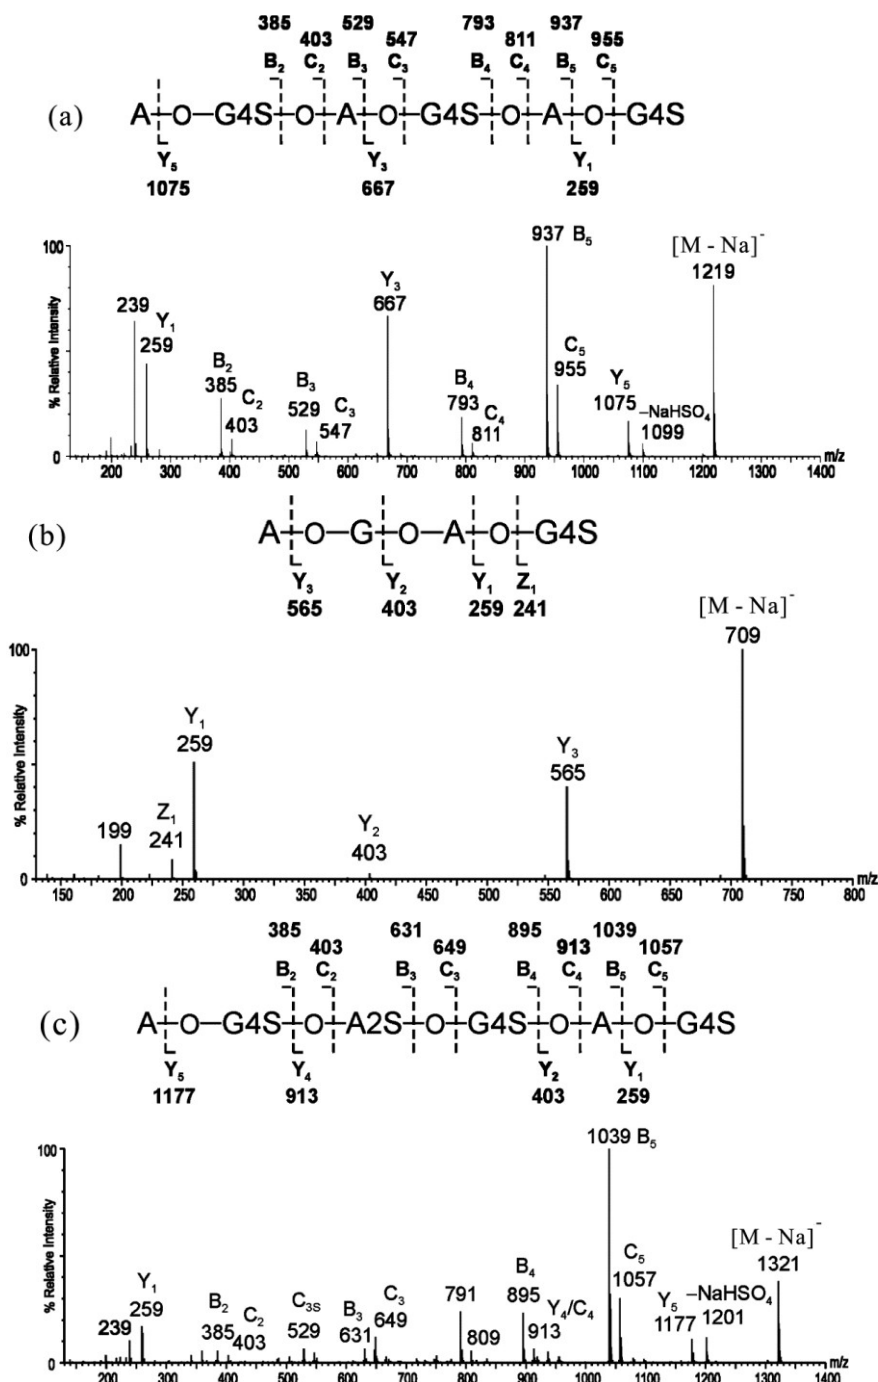 385 529 793 937
403 547 811 955
B2 C2 B3 C3 B4 C4 B5 C5
(a) A-o-G4S-o-A-o-G4S-o-A-o-G4S
Y5 Y3 Y1
1075 667 259
% Relative Intensity
100
0
937 B5
[M - Na]-
1219
Y3
667
239
Y1
259
B2
385
C2
403
B3
529
C3
547
B4
793
C4
811
C5
955
Y5
1075
–NaHSO4
1099
200 300 400 500 600 700 800 900 1000 1100 1200 1300 1400 m/z
(b) A-o-G-o-A-o-G4S
Y3 Y2 Y1 Z1
565 403 259 241
[M - Na]-
709
% Relative Intensity
100
0
Y1
259
199
Z1
241
Y2
403
Y3
565
150 200 250 300 350 400 450 500 550 600 650 700 750 800 m/z
385 631 895 1039
403 649 913 1057
B2 C2 B3 C3 B4 C4 B5 C5
(c) A-o-G4S-o-A2S-o-G4S-o-A-o-G4S
Y5 Y4 Y2 Y1
1177 913 403 259
% Relative Intensity
100
0
1039 B5
[M - Na]-
1321
Y1
259
239
B2
385
C2
403
C3S
529
B3
631
C3
649
791
809
B4
895
Y4/C4
913
C5
1057
Y5
1177
–NaHSO4
1201
200 300 400 500 600 700 800 900 1000 1100 1200 1300 1400 m/z